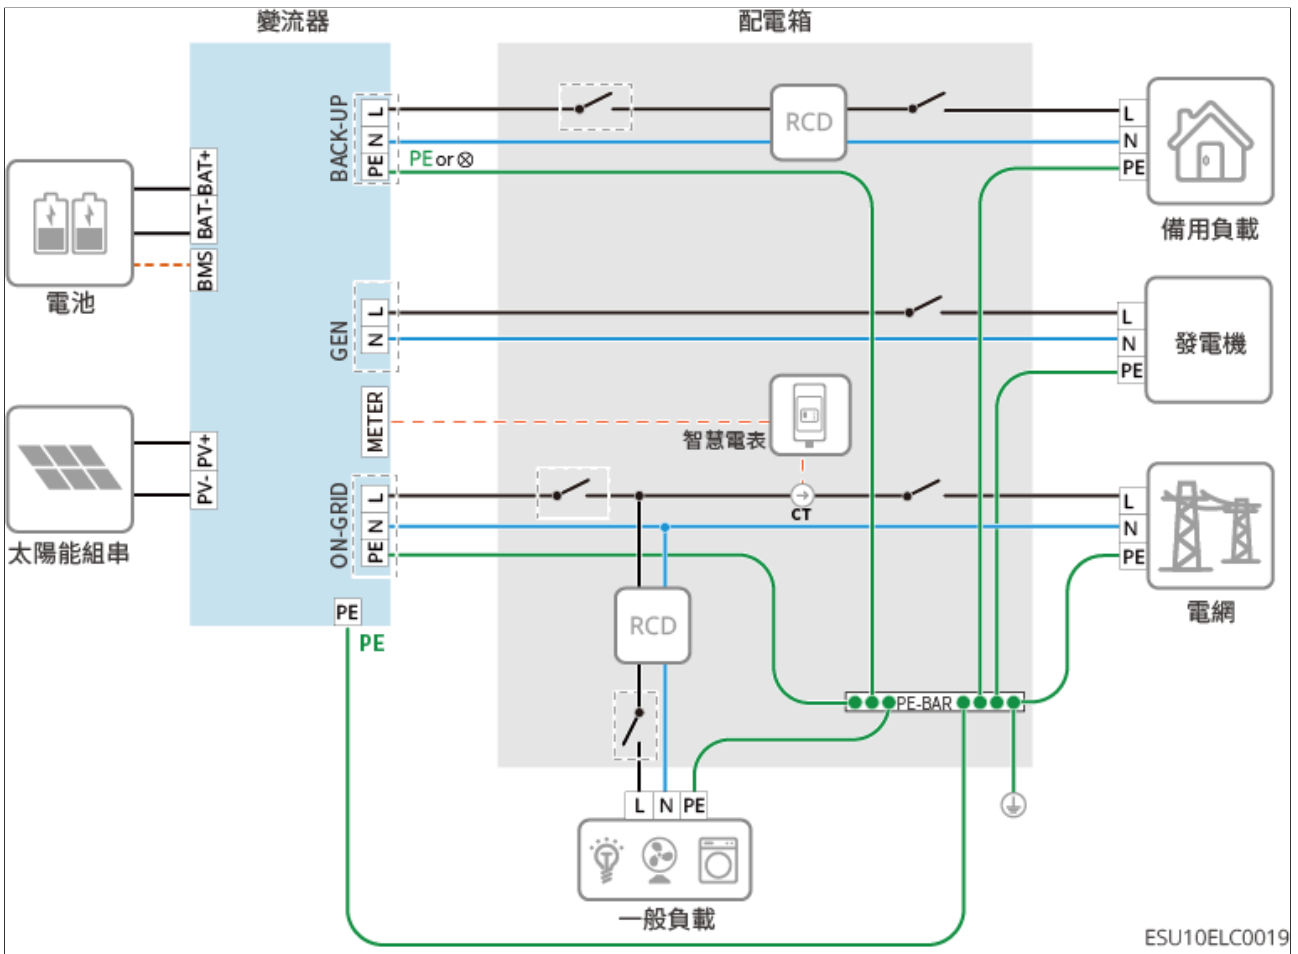 變流器
配電箱
BACK-UP
L
N
PE
PE or ⊗
RCD
L
N
PE
備用負載
BAT+
BAT-
BMS
電池
GEN
L
N
L
N
PE
發電機
METER
智慧電表
PV+
PV-
太陽能組串
ON-GRID
L
N
PE
CT
L
N
PE
電網
PE
PE
RCD
PE-BAR
L
N
PE
一般負載
ESU10ELC0019